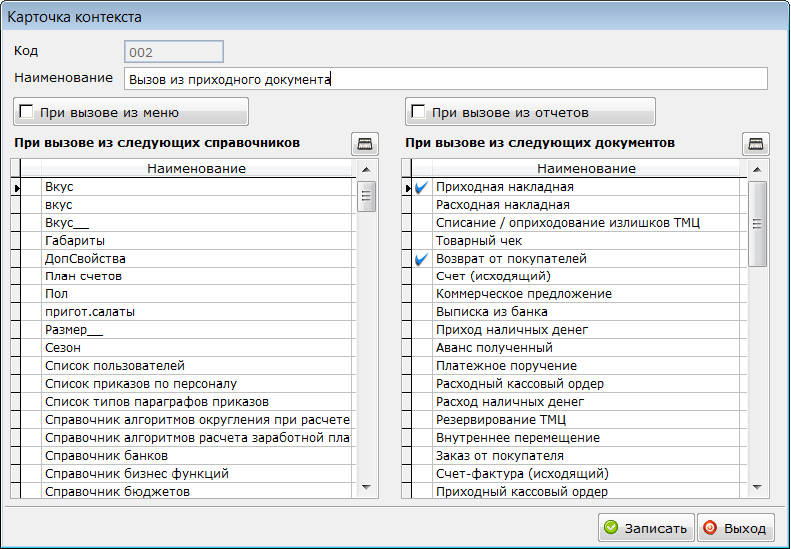 Карточка контекста
Код 002
Наименование Вызов из приходного документа
При вызове из меню
При вызове из отчетов
При вызове из следующих справочников
При вызове из следующих документов
Наименование
Вкус
вкус
Вкус__
Габариты
ДопСвойства
План счетов
Пол
пригот.салаты
Размер__
Сезон
Список пользователей
Список приказов по персоналу
Список типов параграфов приказов
Справочник алгоритмов округления при расчете
Справочник алгоритмов расчета заработной пла
Справочник банков
Справочник бизнес функций
Справочник бюджетов
Наименование
Приходная накладная
Расходная накладная
Списание / оприходование излишков ТМЦ
Товарный чек
Возврат от покупателей
Счет (исходящий)
Коммерческое предложение
Выписка из банка
Приход наличных денег
Аванс полученный
Платежное поручение
Расходный кассовый ордер
Расход наличных денег
Резервирование ТМЦ
Внутреннее перемещение
Заказ от покупателя
Счет-фактура (исходящий)
Приходный кассовый ордер
Записать
Выход